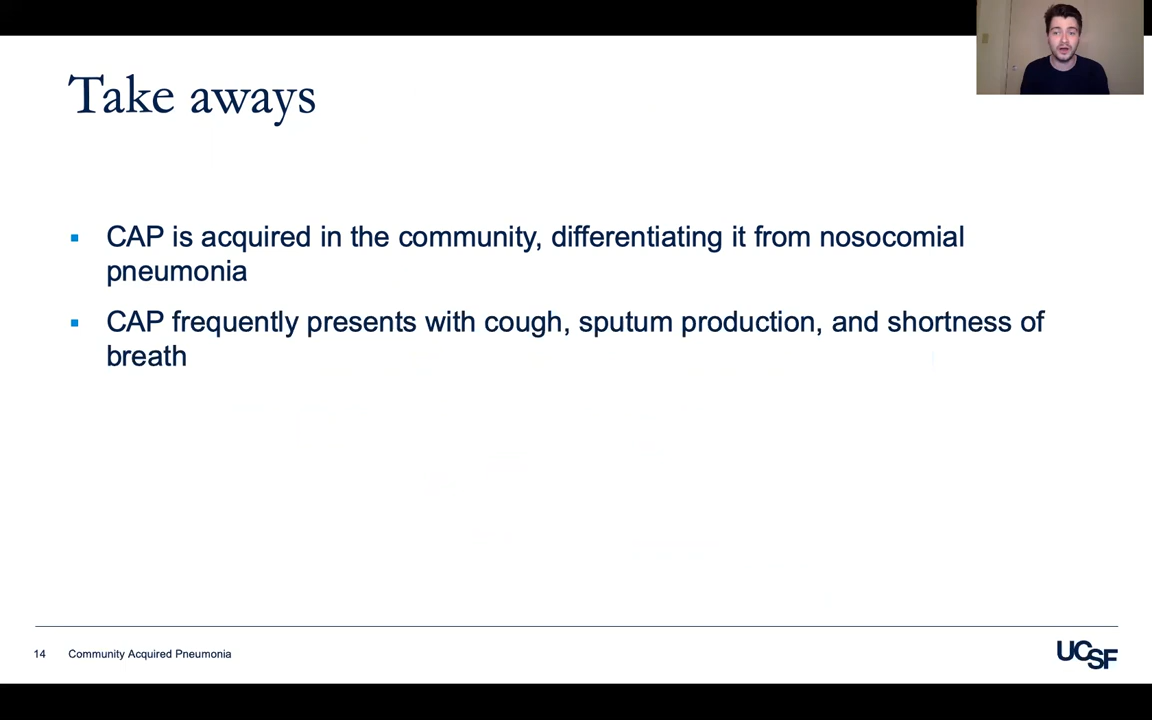 Take aways
CAP is acquired in the community, differentiating it from nosocomial
pneumonia
CAP frequently presents with cough, sputum production, and shortness of
breath
14 Community Acquired Pneumonia
UCSF